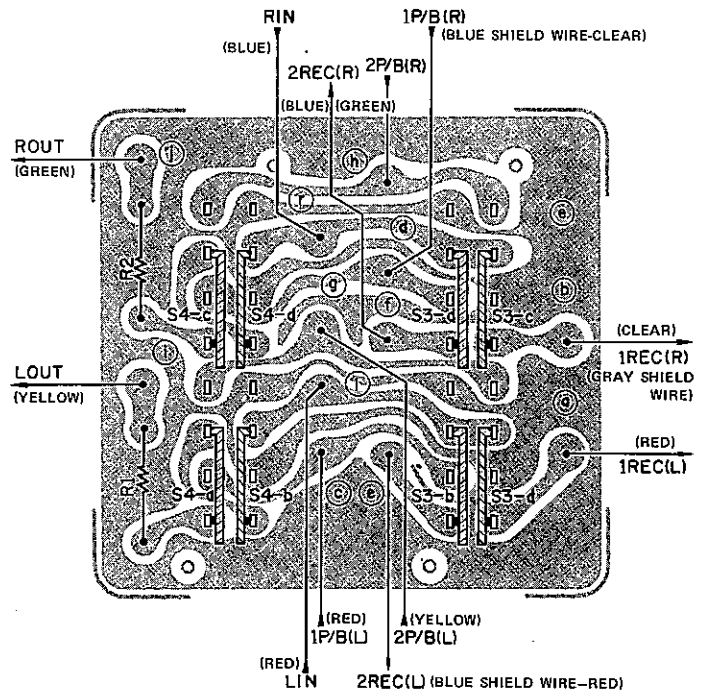 RIN
1P/B(R)
(BLUE)
(BLUE SHIELD WIRE-CLEAR)
2REC(R)
2P/B(R)
(BLUE)
(GREEN)
ROUT
(GREEN)
j
h
r
d
e
R2
g
b
f
S4-c
S4-d
S3-a
S3-c
(CLEAR)
1REC(R)
(GRAY SHIELD
WIRE)
i
LOUT
(YELLOW)
a
(RED)
1REC(L)
R1
S4-a
S4-b
c
e
S3-b
S3-d
(RED)
1P/B(L)
(YELLOW)
2P/B(L)
(RED)
LIN
2REC(L) (BLUE SHIELD WIRE-RED)